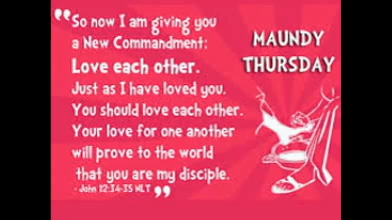 "So now I am giving you
a New Commandment:
Love each other.
Just as I have loved you.
You should love each other.
Your love for one another
will prove to the world
that you are my disciple.
- John 12:34-35 NLT "
MAUNDY
THURSDAY